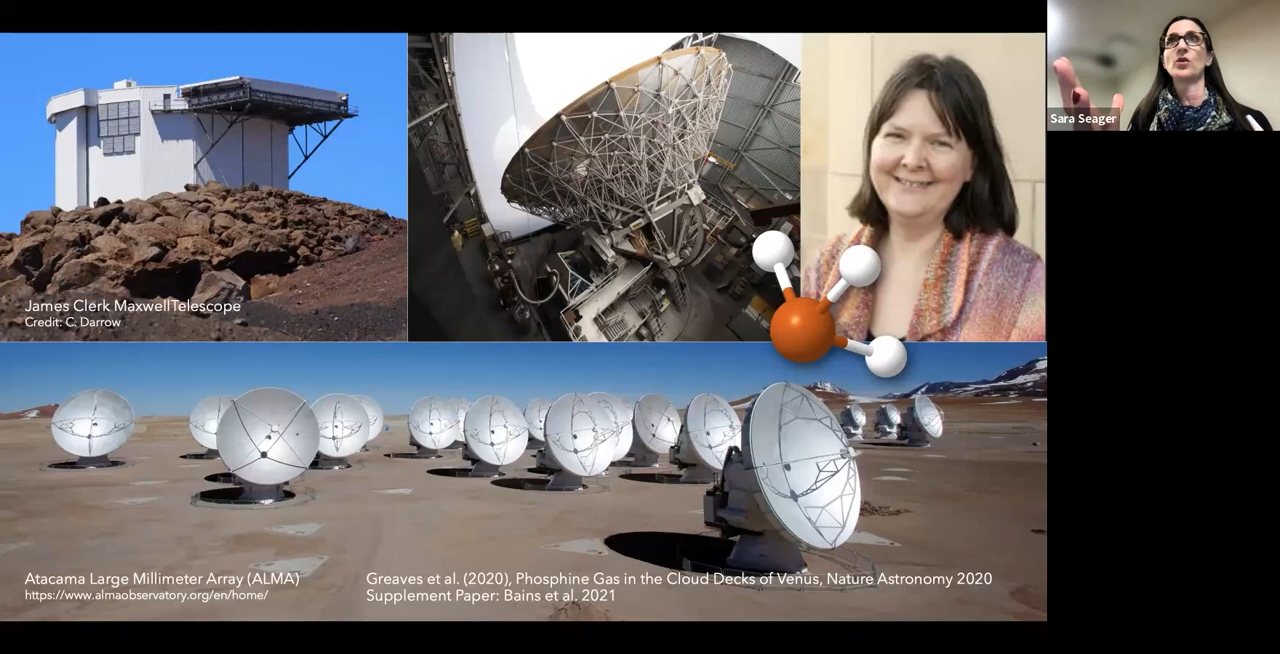 Sara Seager
James Clerk MaxwellTelescope
Credit: C. Darrow
Atacama Large Millimeter Array (ALMA)
https://www.almaobservatory.org/en/home/
Greaves et al. (2020), Phosphine Gas in the Cloud Decks of Venus, Nature Astronomy 2020
Supplement Paper: Bains et al. 2021